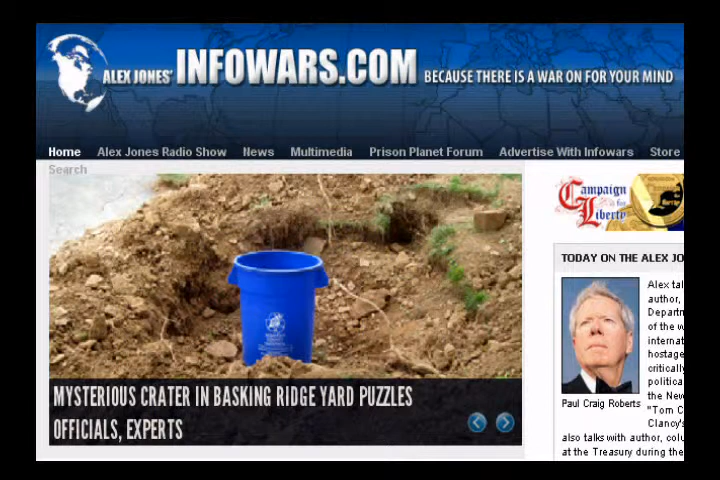 ALEX JONES' INFOWARS.COM BECAUSE THERE IS A WAR ON FOR YOUR MIND
Home Alex Jones Radio Show News Multimedia Prison Planet Forum Advertise With Infowars Store
Search
Campaign
for
Liberty
MYSTERIOUS CRATER IN BASKING RIDGE YARD PUZZLES
OFFICIALS, EXPERTS
TODAY ON THE ALEX JO
Alex tal
author,
Departm
of the w
internat
hostage
critically
politica
the New
"Tom C
Clancy's
Paul Craig Roberts
also talks with author, colu
at the Treasury during the